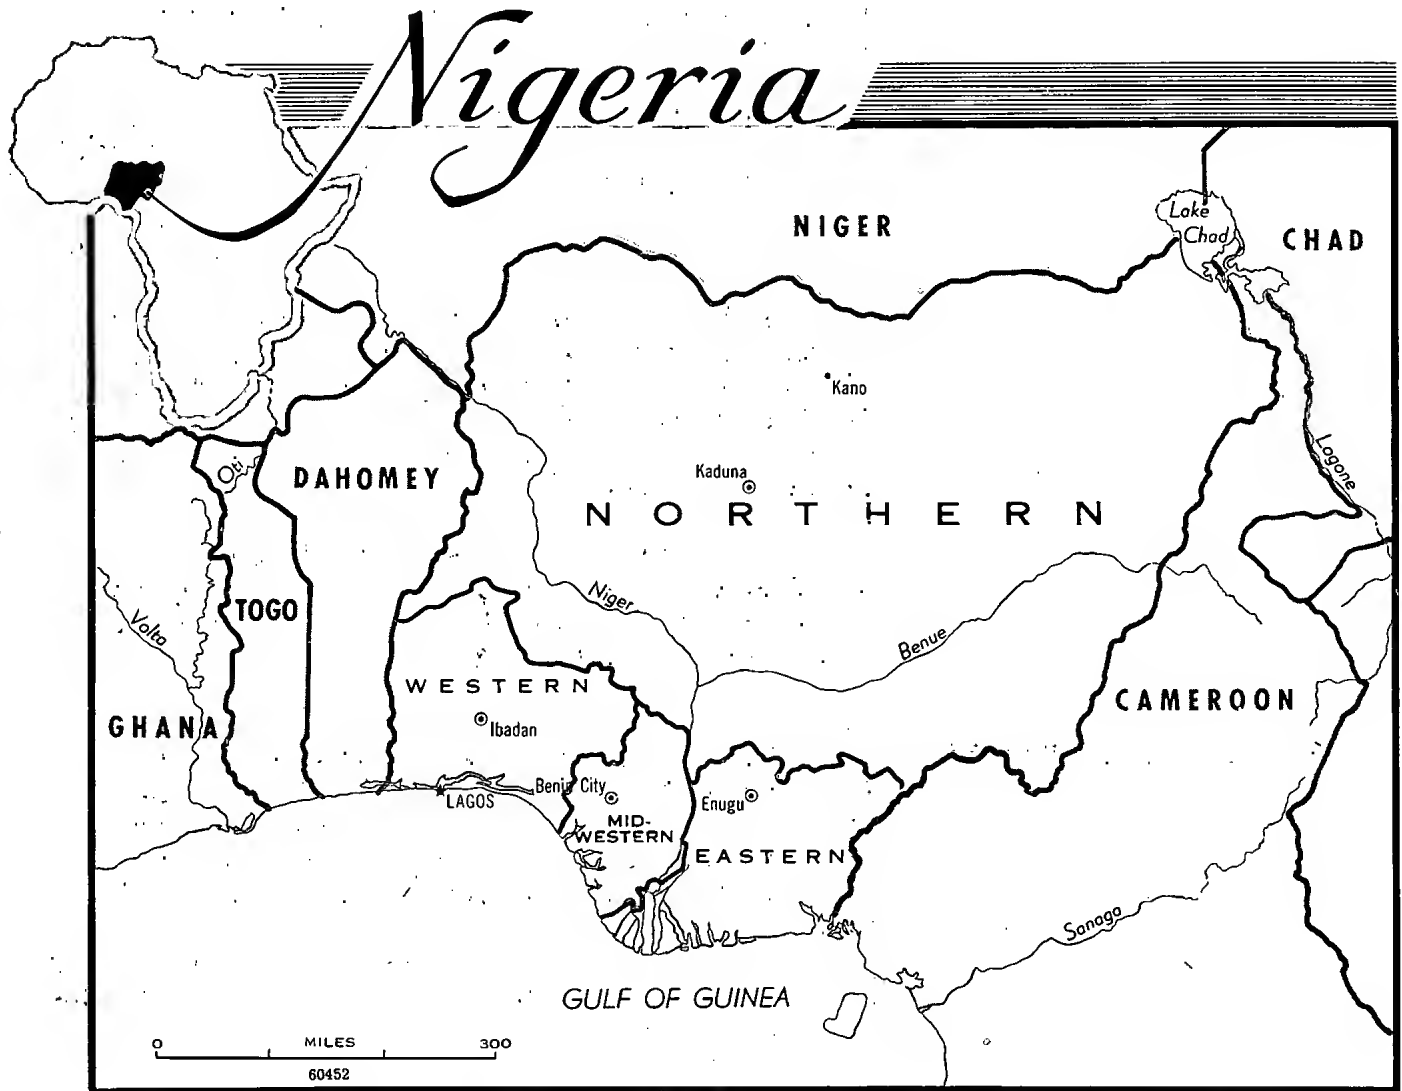 Nigeria
NIGER
Lake
Chad
CHAD
Kano
Oti
DAHOMEY
Kaduna
NORTHERN
Logone
Niger
TOGO
Volta
Benue
WESTERN
CAMEROON
GHANA
Ibadan
Benin City
LAGOS
Enugu
MID-
WESTERN
EASTERN
Sanaga
GULF OF GUINEA
0 MILES 300
60452